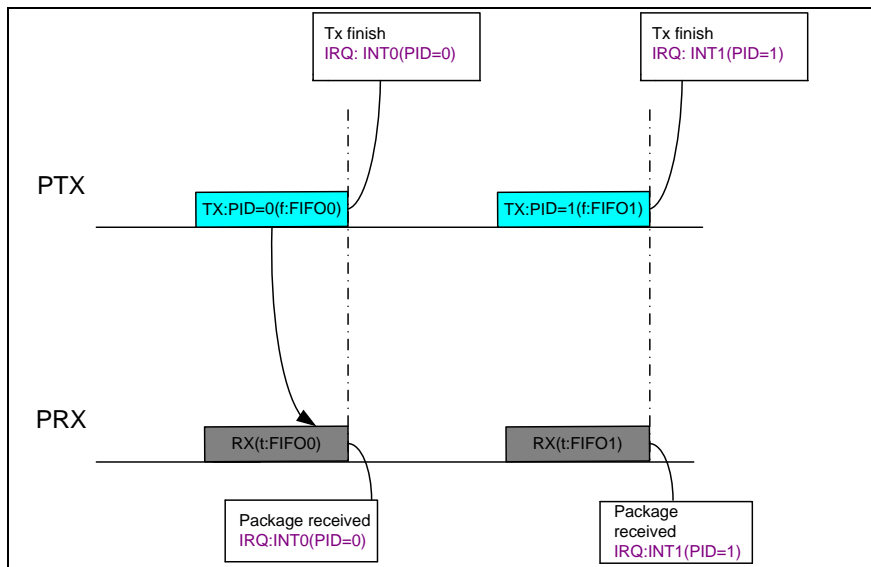 Tx finish
IRQ: INT0(PID=0)
Tx finish
IRQ: INT1(PID=1)
PTX
TX:PID=0(f:FIFO0)
TX:PID=1(f:FIFO1)
PRX
RX(t:FIFO0)
RX(t:FIFO1)
Package received
IRQ:INT0(PID=0)
Package
received
IRQ:INT1(PID=1)